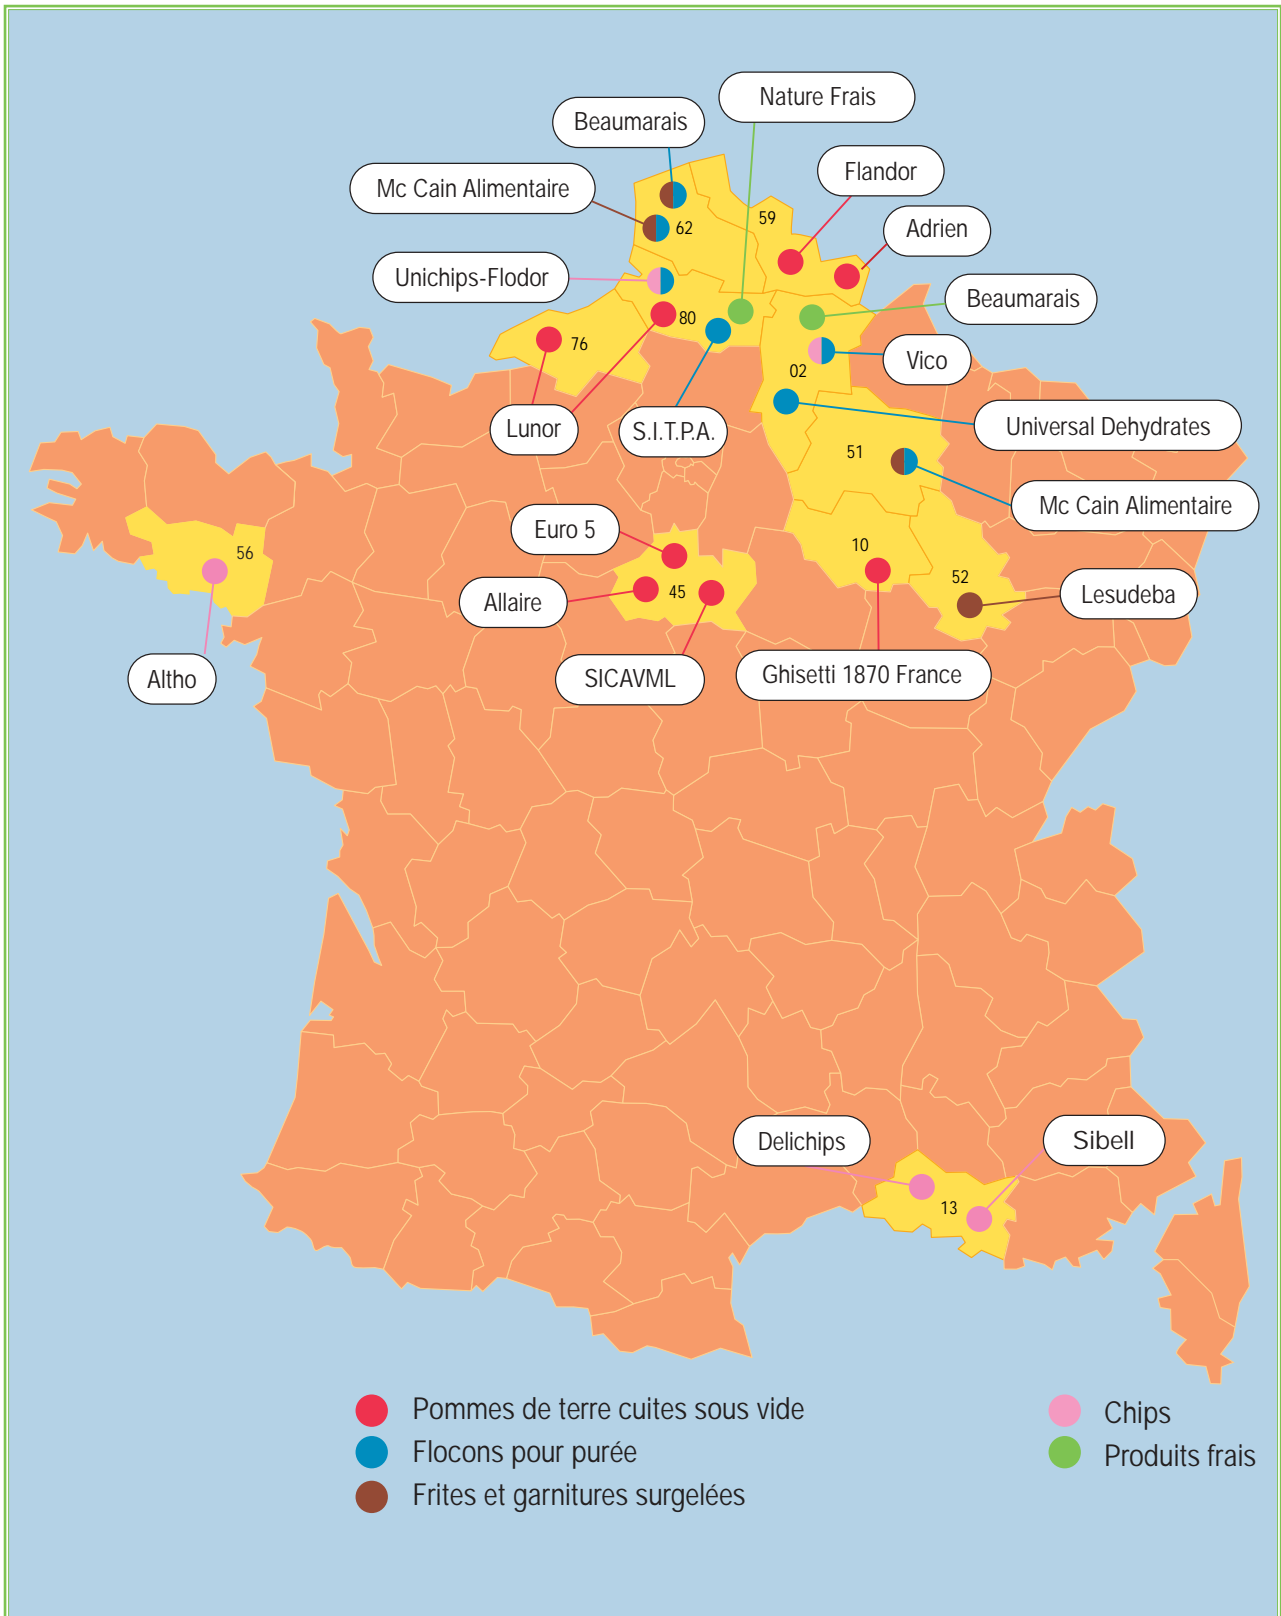 Nature Frais
Beaumarais
Flandor
Mc Cain Alimentaire
59
62
Adrien
Unichips-Flodor
Beaumarais
80
76
Vico
02
Lunor
S.I.T.P.A.
Universal Dehydrates
51
Mc Cain Alimentaire
Euro 5
10
56
52
45
Allaire
Lesudeba
Altho
SICAVML
Ghisetti 1870 France
Delichips
Sibell
13
Pommes de terre cuites sous vide
Flocons pour purée
Frites et garnitures surgelées
Chips
Produits frais